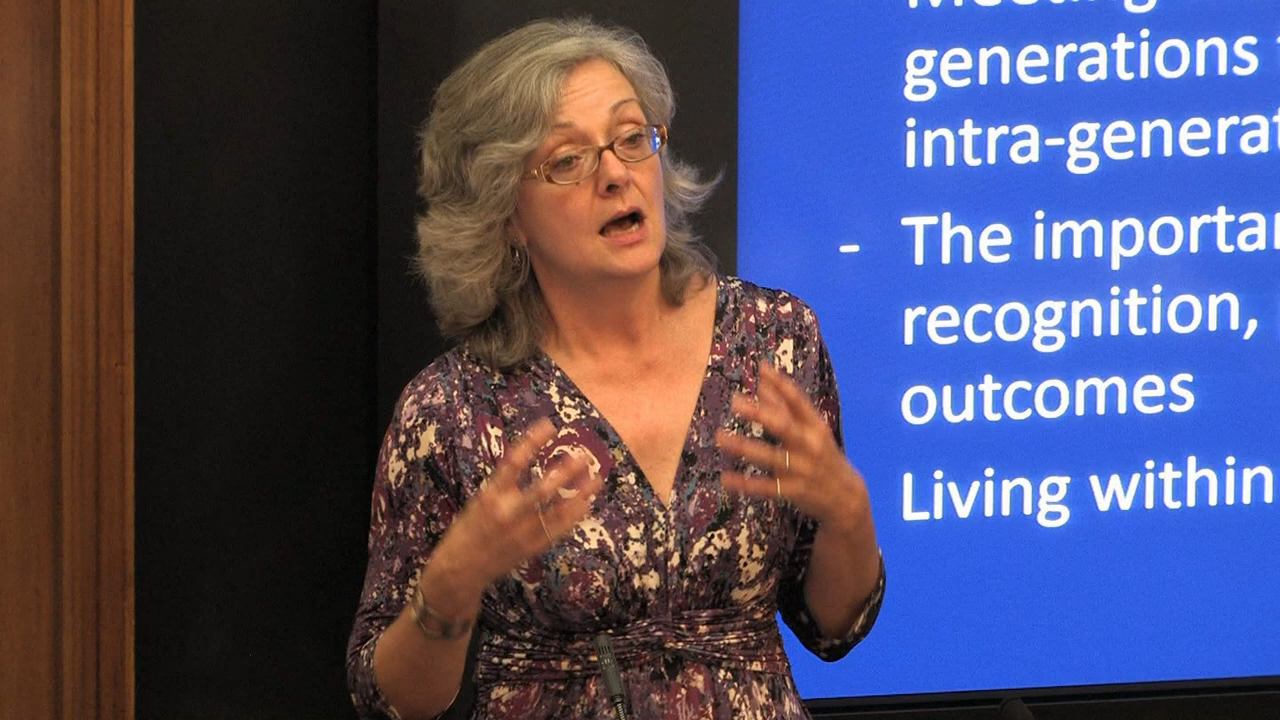 generations
intra-generat
- The importa
recognition,
outcomes
Living within